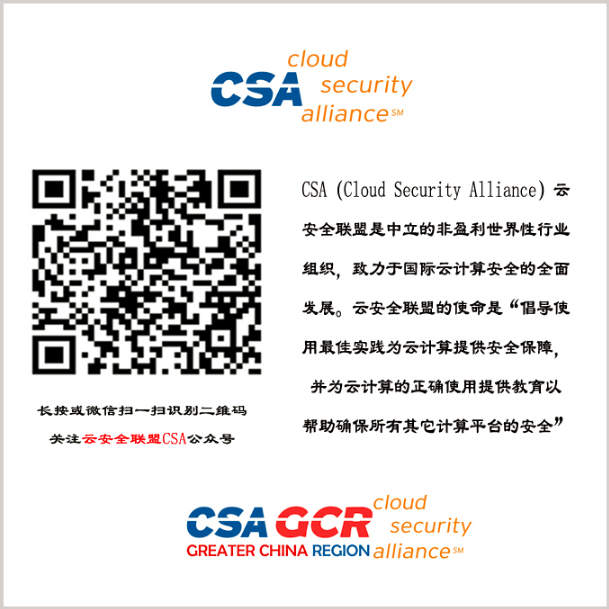 cloud
CSA security
alliance℠
CSA (Cloud Security Alliance) 云
安全联盟是中立的非盈利世界性行业
组织，致力于国际云计算安全的全面
发展。云安全联盟的使命是“倡导使
用最佳实践为云计算提供安全保障，
并为云计算的正确使用提供教育以
帮助确保所有其它计算平台的安全”
长按或微信扫一扫识别二维码
关注云安全联盟CSA公众号
cloud
CSA GCR security
GREATER CHINA REGION alliance℠